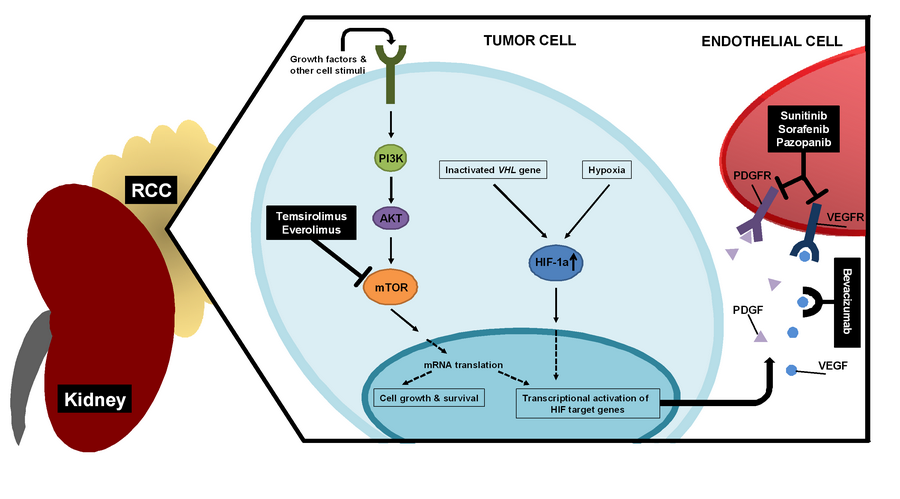 TUMOR CELL
ENDOTHELIAL CELL
Growth factors &
other cell stimuli
PI3K
AKT
Temsirolimus
Everolimus
mTOR
Inactivated VHL gene
Hypoxia
HIF-1a
mRNA translation
Cell growth & survival
Transcriptional activation of
HIF target genes
Sunitinib
Sorafenib
Pazopanib
PDGFR
VEGFR
Bevacizumab
PDGF
VEGF
RCC
Kidney